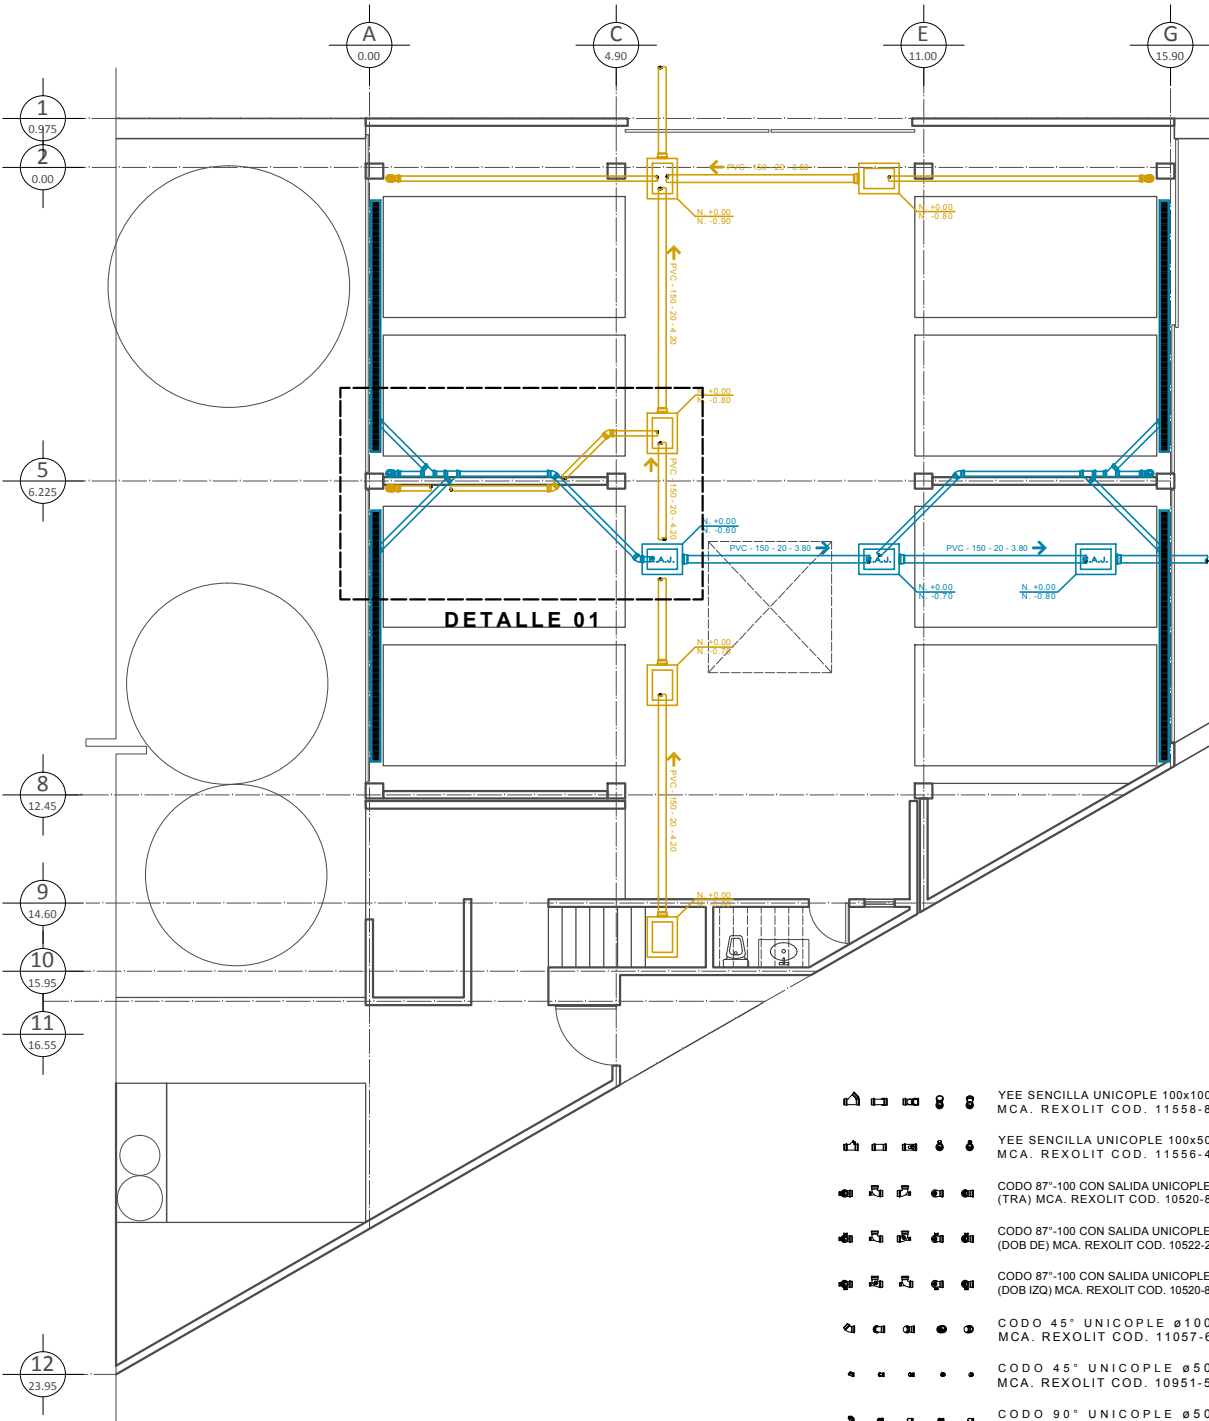 A
0.00
C
4.90
E
11.00
G
15.90
1
0.975
2
0.00
PVC - 150 - 20 - 3.80
N. +0.00
N. -0.90
N. +0.00
N. -0.80
PVC - 150 - 20 - 4.20
N. +0.00
N. -0.80
5
6.225
PVC - 150 - 20 - 4.20
N. +0.00
N. -0.60
PVC - 150 - 20 - 3.80
PVC - 150 - 20 - 3.80
R.A.J.
N. +0.00
N. -0.70
N. +0.00
N. -0.80
DETALLE 01
N. +0.00
N. -0.70
8
12.45
PVC - 150 - 20 - 4.20
9
14.60
N. +0.00
10
15.95
11
16.55
YEE SENCILLA UNICOPLE 100x100
MCA. REXOLIT COD. 11558-8
YEE SENCILLA UNICOPLE 100x50
MCA. REXOLIT COD. 11556-4
CODO 87°-100 CON SALIDA UNICOPLE
(TRA) MCA. REXOLIT COD. 10520-8
CODO 87°-100 CON SALIDA UNICOPLE
(DOB DE) MCA. REXOLIT COD. 10522-2
CODO 87°-100 CON SALIDA UNICOPLE
(DOB IZQ) MCA. REXOLIT COD. 10520-8
CODO 45° UNICOPLE ø100
MCA. REXOLIT COD. 11057-6
12
23.95
CODO 45° UNICOPLE ø50
MCA. REXOLIT COD. 10951-5
CODO 90° UNICOPLE ø50